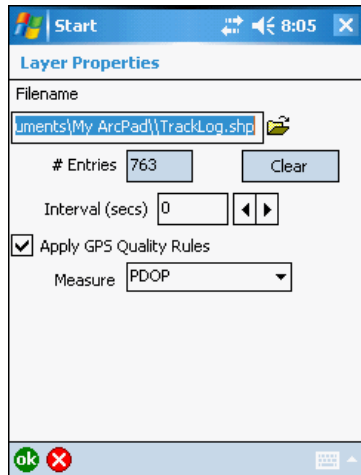 Start 8:05
Layer Properties
Filename
uments\My ArcPad\\TrackLog.shp
# Entries 763 Clear
Interval (secs) 0
Apply GPS Quality Rules
Measure PDOP
ok